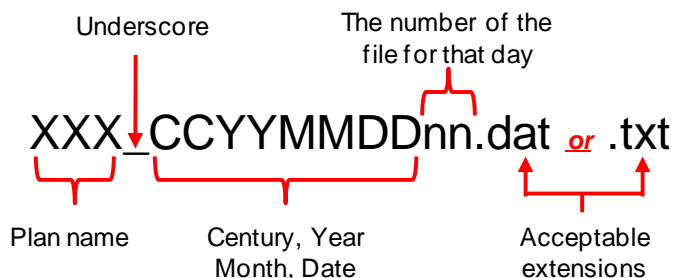 Underscore
The number of the
file for that day
XXX_CCYYMMDDnn.dat or .txt
Plan name
Century, Year
Month, Date
Acceptable
extensions